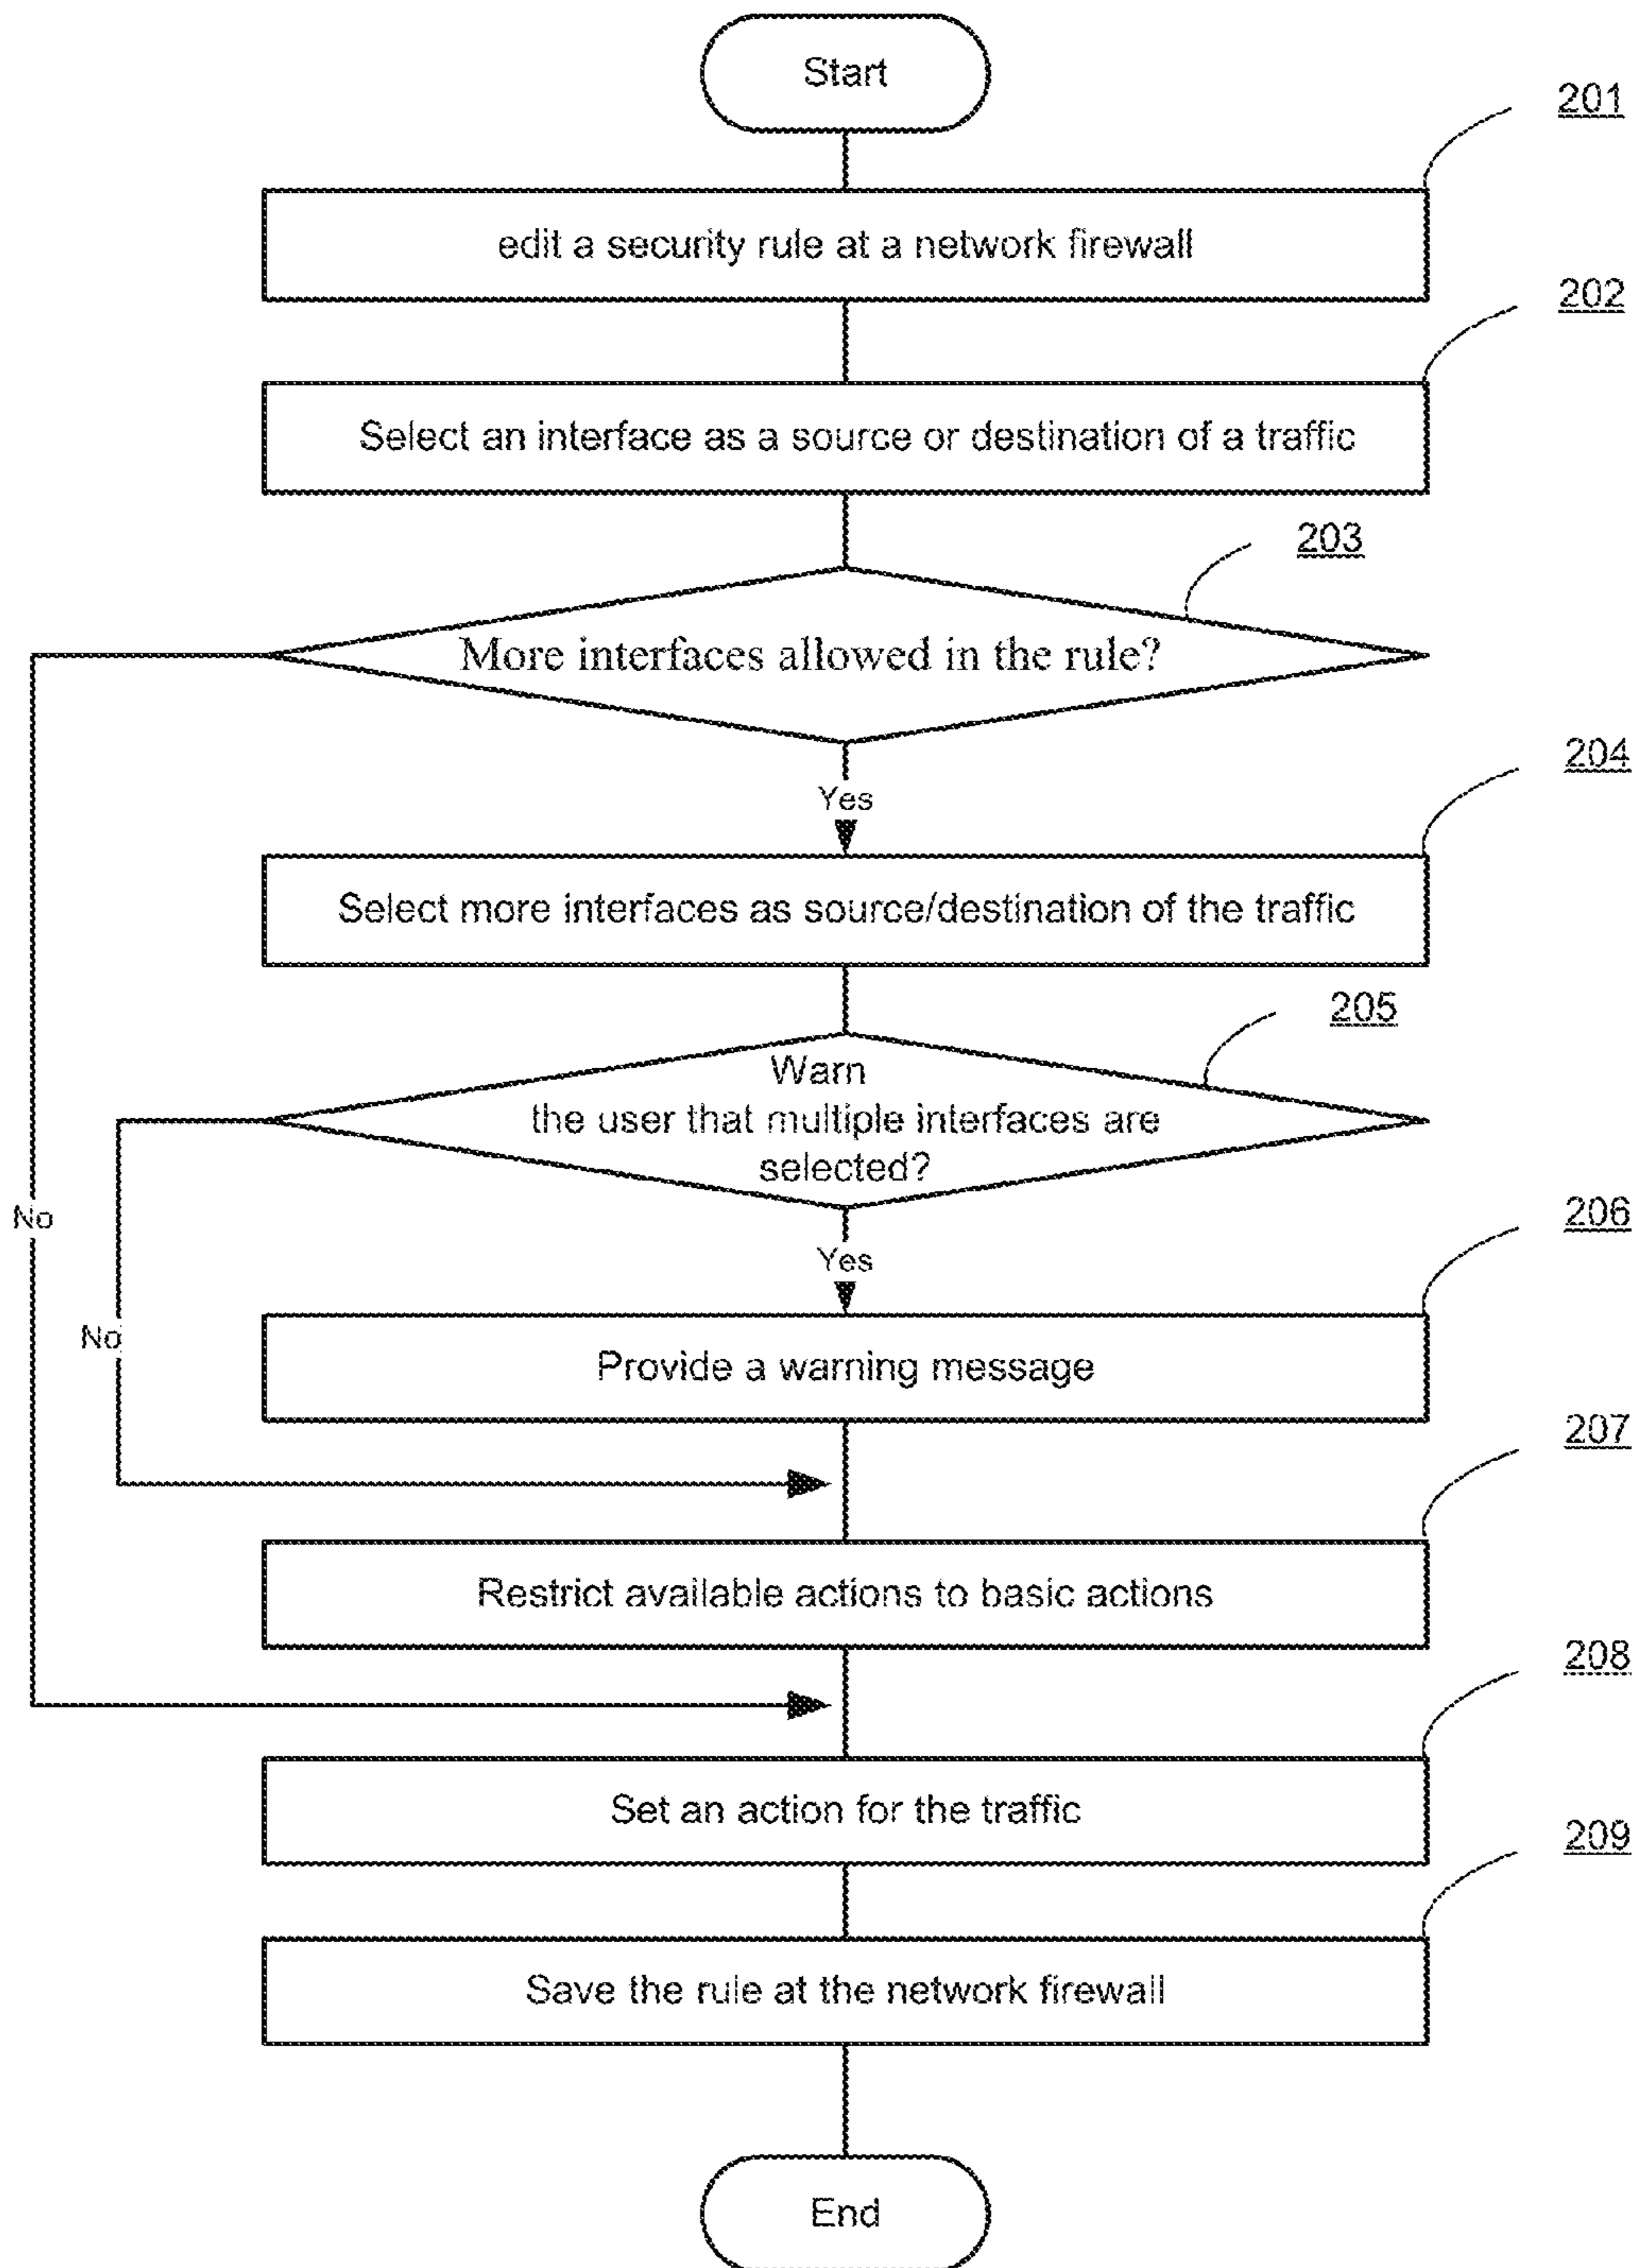 Start
201
edit a security rule at a network firewall
202
Select an interface as a source or destination of a traffic
203
More interfaces allowed in the rule?
Yes
204
Select more interfaces as source/destination of the traffic
205
Warn
the user that multiple interfaces are
selected?
No
Yes
206
No
Provide a warning message
207
Restrict available actions to basic actions
208
Set an action for the traffic
209
Save the rule at the network firewall
End